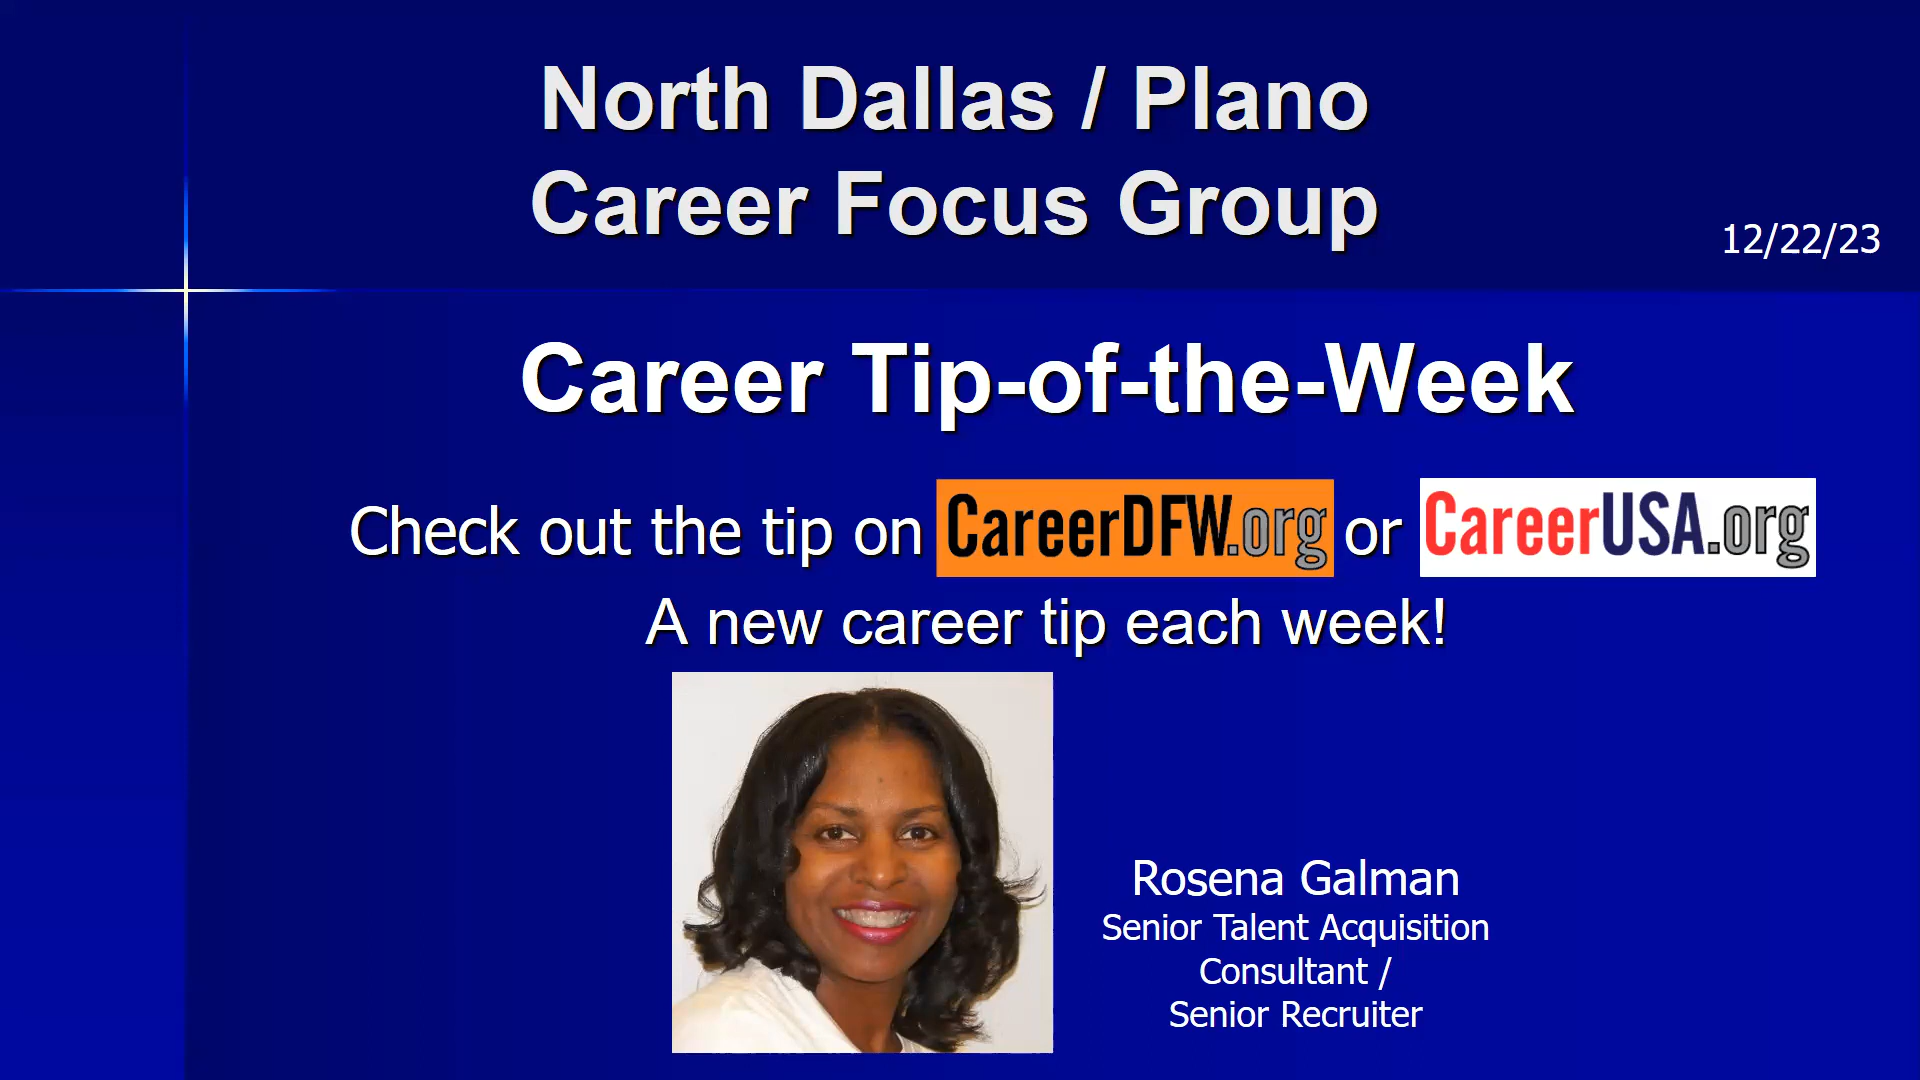 North Dallas / Plano
Career Focus Group
12/22/23
Career Tip-of-the-Week
Check out the tip on CareerDFW.org or CareerUSA.org
A new career tip each week!
Rosena Galman
Senior Talent Acquisition
Consultant /
Senior Recruiter